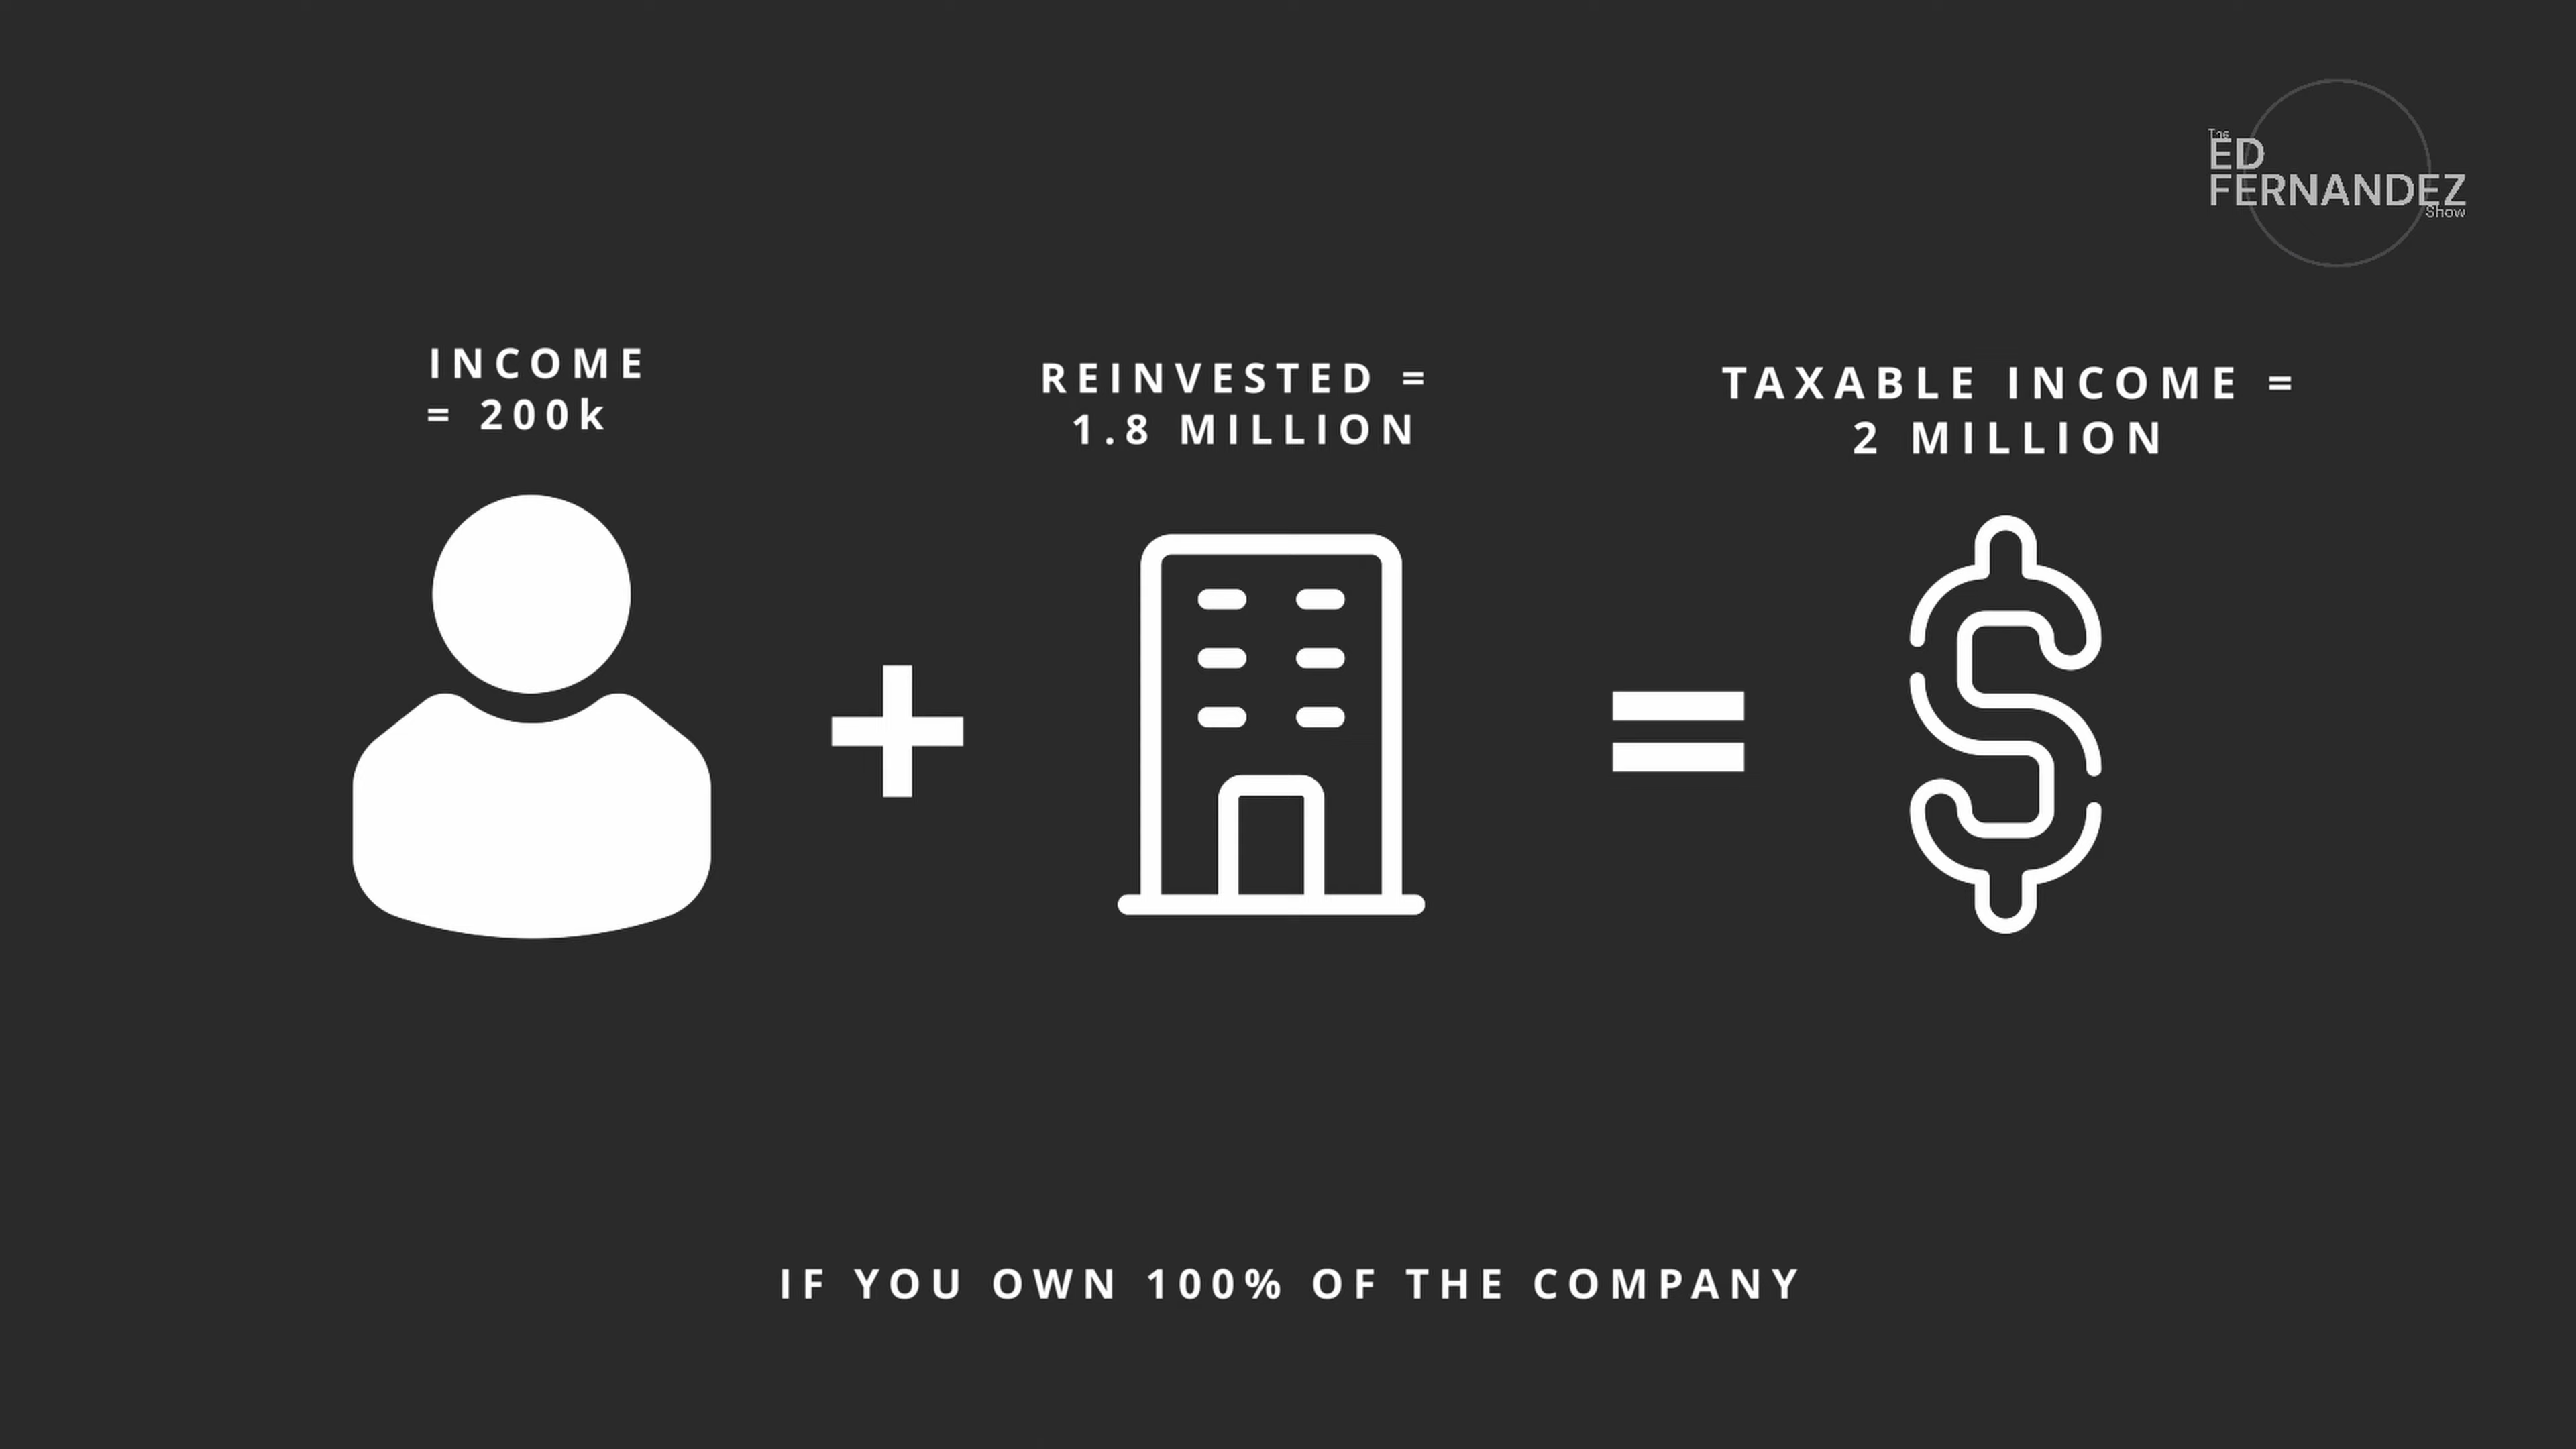 The
ED
FERNANDEZ
Show
INCOME
= 200k
REINVESTED =
1.8 MILLION
TAXABLE INCOME =
2 MILLION
IF YOU OWN 100% OF THE COMPANY